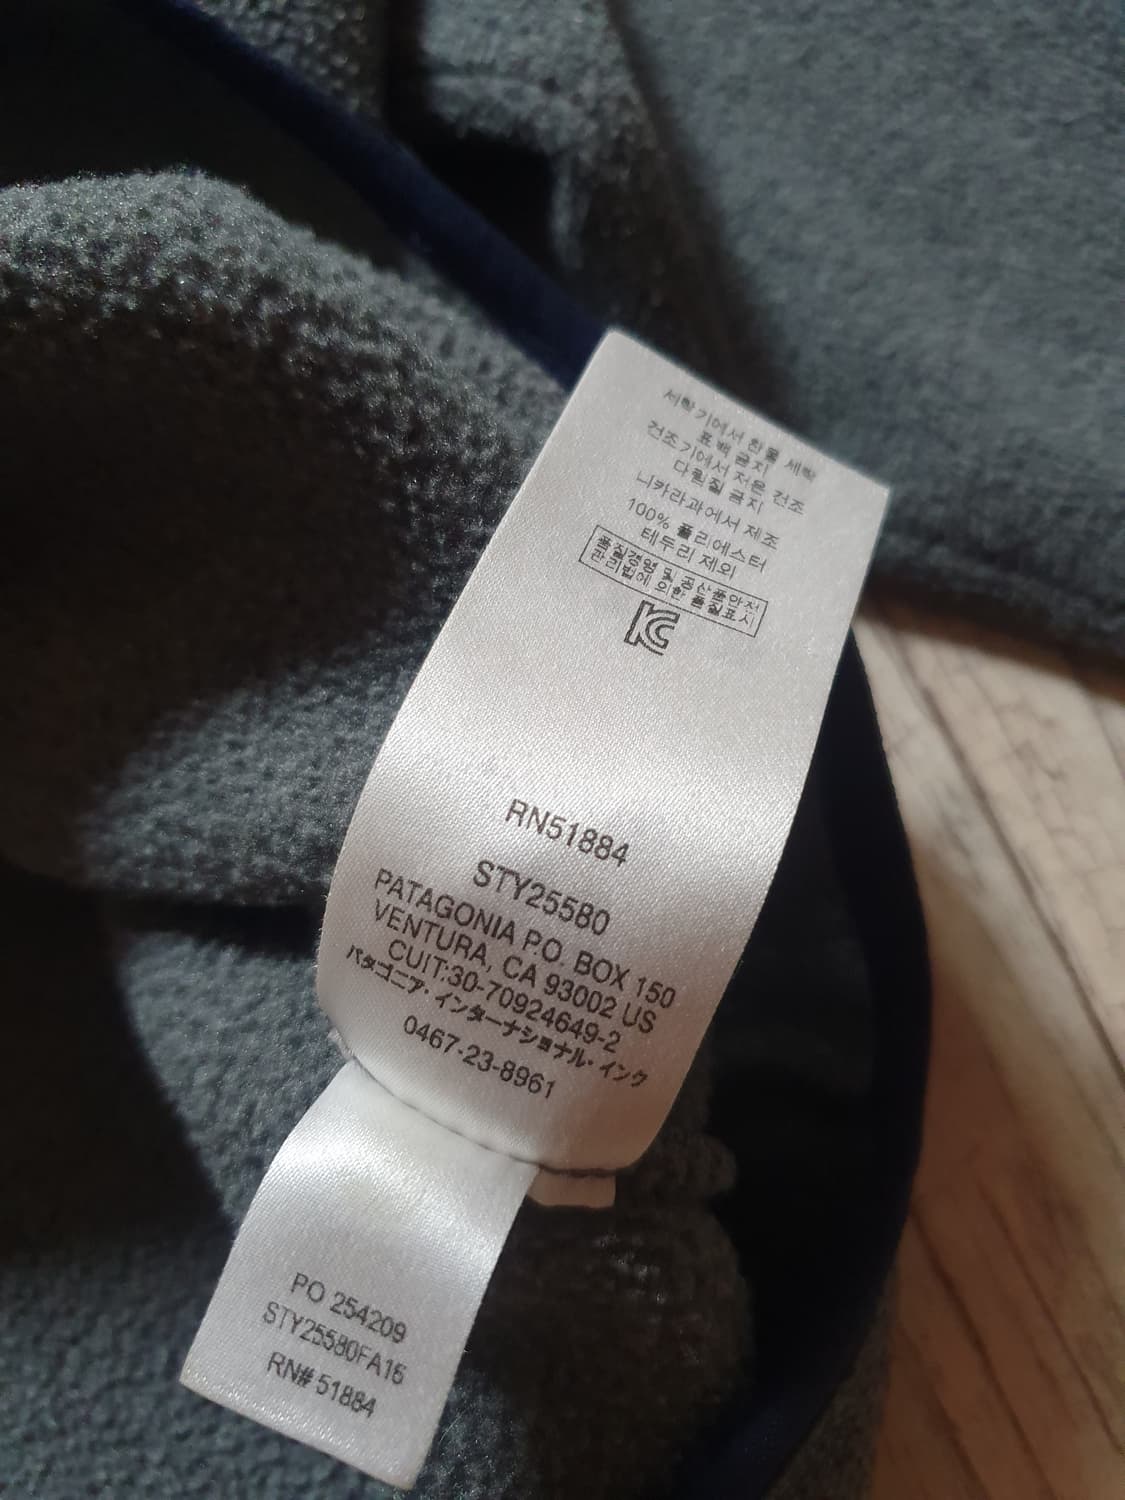 세탁기에서 찬물 세탁
표백 금지
건조기에서 저온 건조
다림질 금지
니카라과에서 제조
100% 폴리에스터
테두리 제외
품질경영 및 공산품안전
관리법에 의한 품질표시
KC
RN51884
STY25580
PATAGONIA P.O. BOX 150
VENTURA, CA 93002 US
CUIT:30-70924649-2
パタゴニア・インターナショナル・インク
0467-23-8961
PO 254209
STY25580FA16
RN# 51884